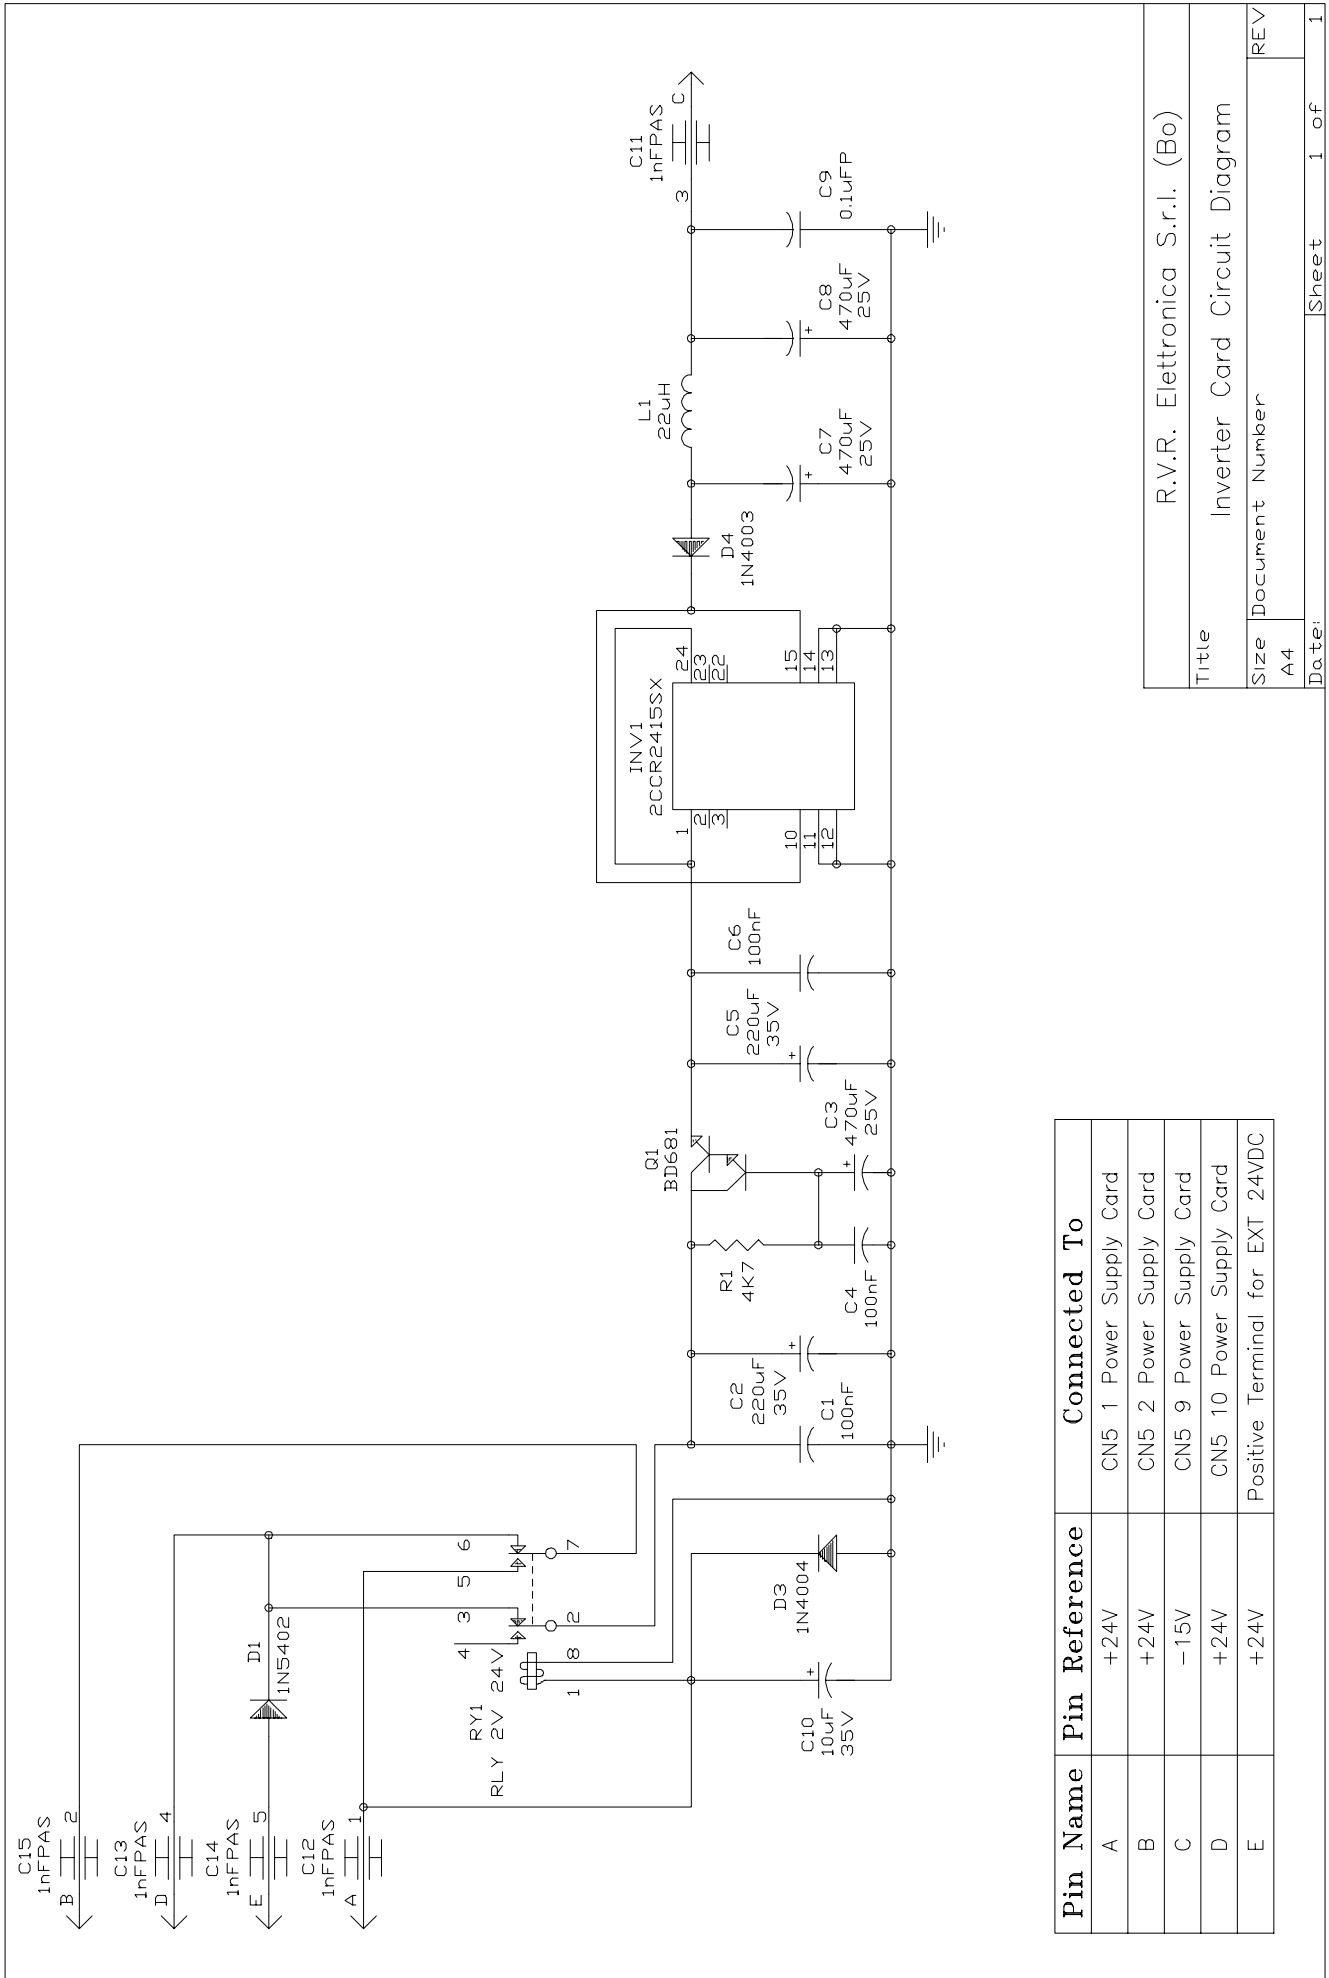 C15
1nFPAS
B 2
C13
1nFPAS
D 4
C14
1nFPAS
E 5
C12
1nFPAS
A 1
D1
1N5402
RY1
RLY 2V 24V
1 8
4 3
2
5 6
7
C10
10uF
35V
+
D3
1N4004
C1
100nF
C2
220uF
35V
+
R1
4K7
C4
100nF
C3
470uF
25V
+
Q1
BD681
C5
220uF
35V
+
C6
100nF
INV1
2CCR2415SX
1
2
3
10
11
12
24
23
22
15
14
13
D4
1N4003
C7
470uF
25V
+
L1
22uH
C8
470uF
25V
+
C9
0.1uFP
C11
1nFPAS
3 C
Pin Name Pin Reference Connected To
A +24V CN5 1 Power Supply Card
B +24V CN5 2 Power Supply Card
C -15V CN5 9 Power Supply Card
D +24V CN5 10 Power Supply Card
E +24V Positive Terminal for EXT 24VDC
R.V.R. Elettronica S.r.l. (Bo)
Title
Inverter Card Circuit Diagram
Size Document Number REV
A4
Date: Sheet 1 of 1